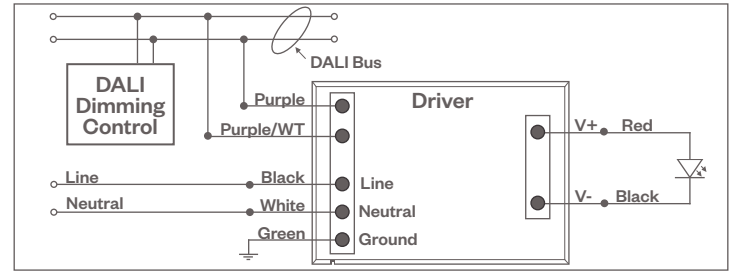 DALI Bus
DALI
Dimming
Control
Driver
Purple
Purple/WT
V+ Red
Line Black Line
V- Black
Neutral White Neutral
Green Ground